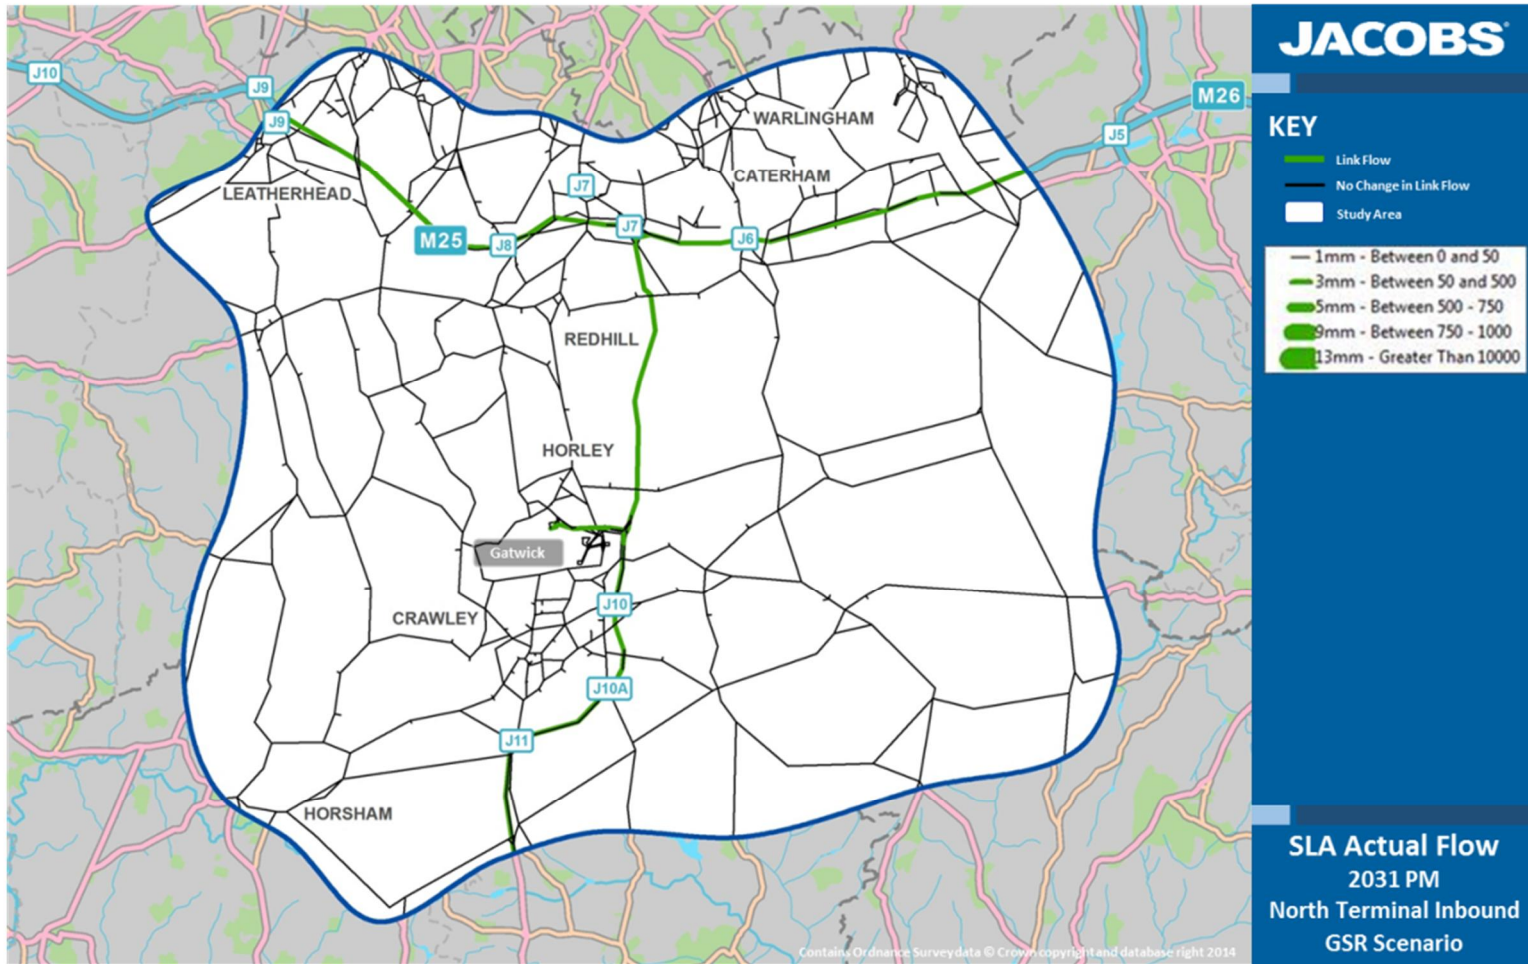 J10
J9
J9
LEATHERHEAD
M25
J8
J7
J7
J6
WARLINGHAM
CATERHAM
J5
M26
REDHILL
HORLEY
Gatwick
CRAWLEY
J10
J10A
J11
HORSHAM
Contains Ordnance Survey data © Crown copyright and database right 2014
JACOBS
KEY
Link Flow
No Change in Link Flow
Study Area
1mm - Between 0 and 50
3mm - Between 50 and 500
5mm - Between 500 - 750
9mm - Between 750 - 1000
13mm - Greater Than 10000
SLA Actual Flow
2031 PM
North Terminal Inbound
GSR Scenario